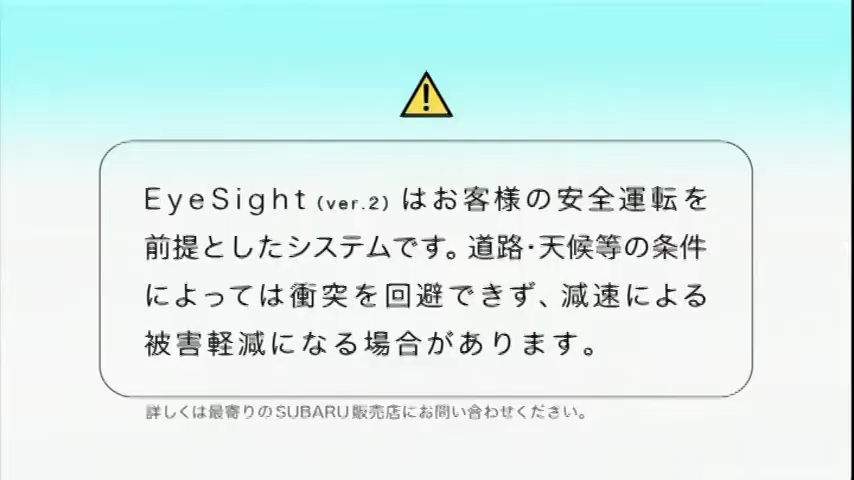 EyeSight (ver.2) はお客様の安全運転を
前提としたシステムです。道路・天候等の条件
によっては衝突を回避できず、減速による
被害軽減になる場合があります。
詳しくは最寄りのSUBARU販売店にお問い合わせください。